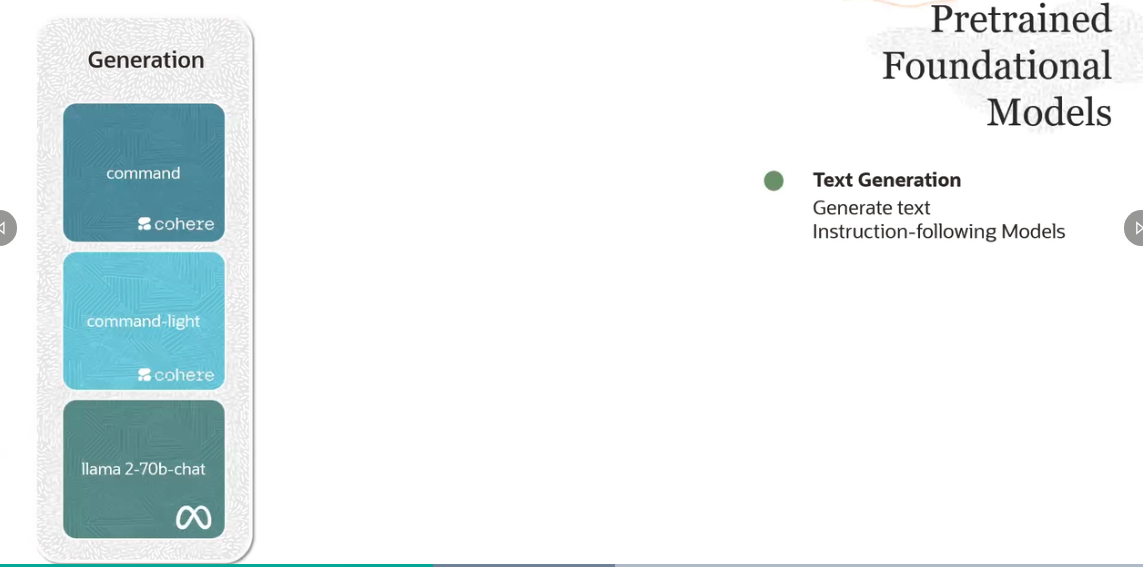 Generation
command
cohere
command-light
cohere
llama 2-70b-chat
Pretrained
Foundational
Models
Text Generation
Generate text
Instruction-following Models